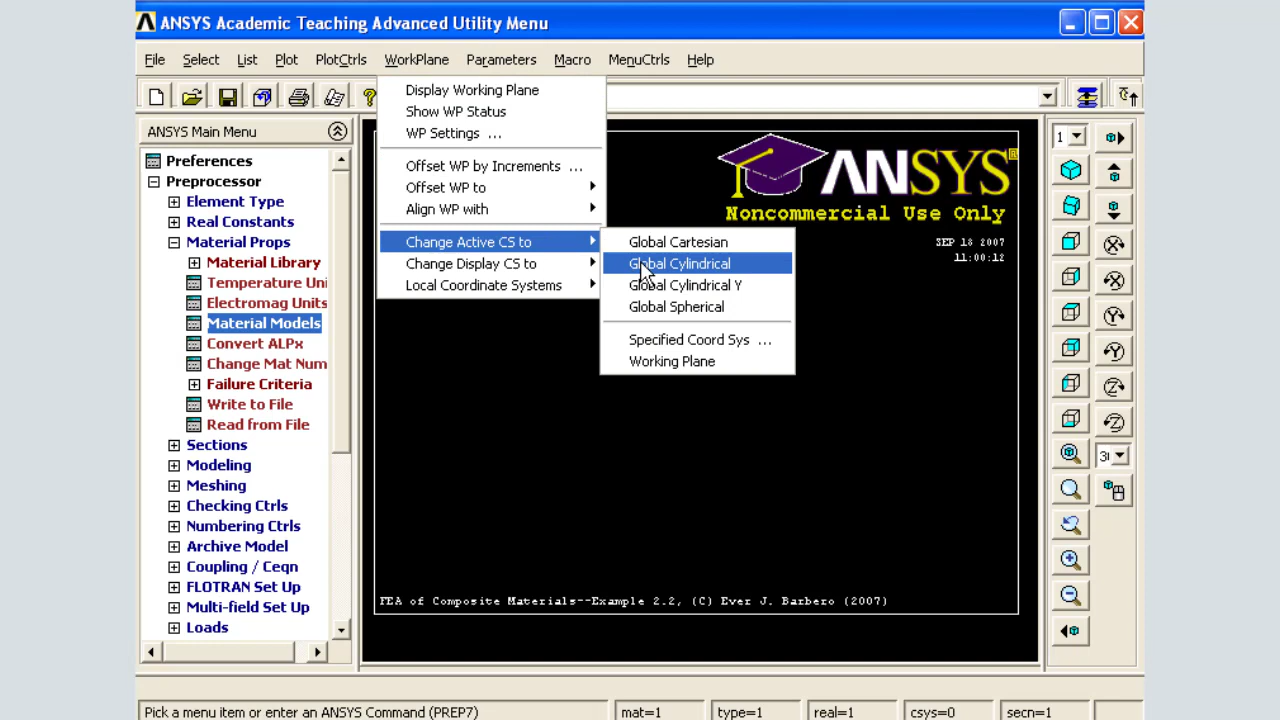 ANSYS Academic Teaching Advanced Utility Menu
File Select List Plot PlotCtrls WorkPlane Parameters Macro MenuCtrls Help
Display Working Plane
Show WP Status
WP Settings ...
Offset WP by Increments ...
Offset WP to
Align WP with
Change Active CS to
Change Display CS to
Local Coordinate Systems
Global Cartesian
Global Cylindrical
Global Cylindrical Y
Global Spherical
Specified Coord Sys ...
Working Plane
ANSYS Main Menu
Preferences
Preprocessor
Element Type
Real Constants
Material Props
Material Library
Temperature Uni
Electromag Units
Material Models
Convert ALPx
Change Mat Num
Failure Criteria
Write to File
Read from File
Sections
Modeling
Meshing
Checking Ctrls
Numbering Ctrls
Archive Model
Coupling / Ceqn
FLOTRAN Set Up
Multi-field Set Up
Loads
ANSYS
Noncommercial Use Only
SEP 18 2007
11:00:12
FEA of Composite Materials--Example 2.2, (C) Ever J. Barbero (2007)
1
Pick a menu item or enter an ANSYS Command (PREP7) mat=1 type=1 real=1 csys=0 secn=1